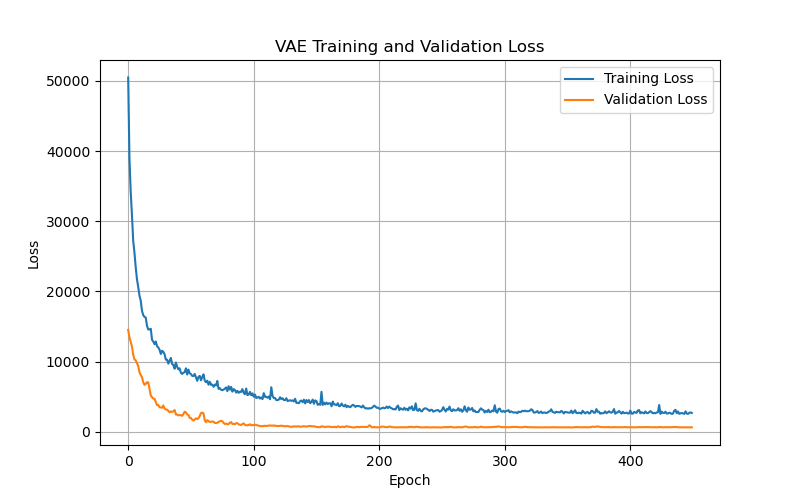 VAE Training and Validation Loss
Training Loss
Validation Loss
50000
40000
30000
20000
10000
0
Loss
0 100 200 300 400
Epoch